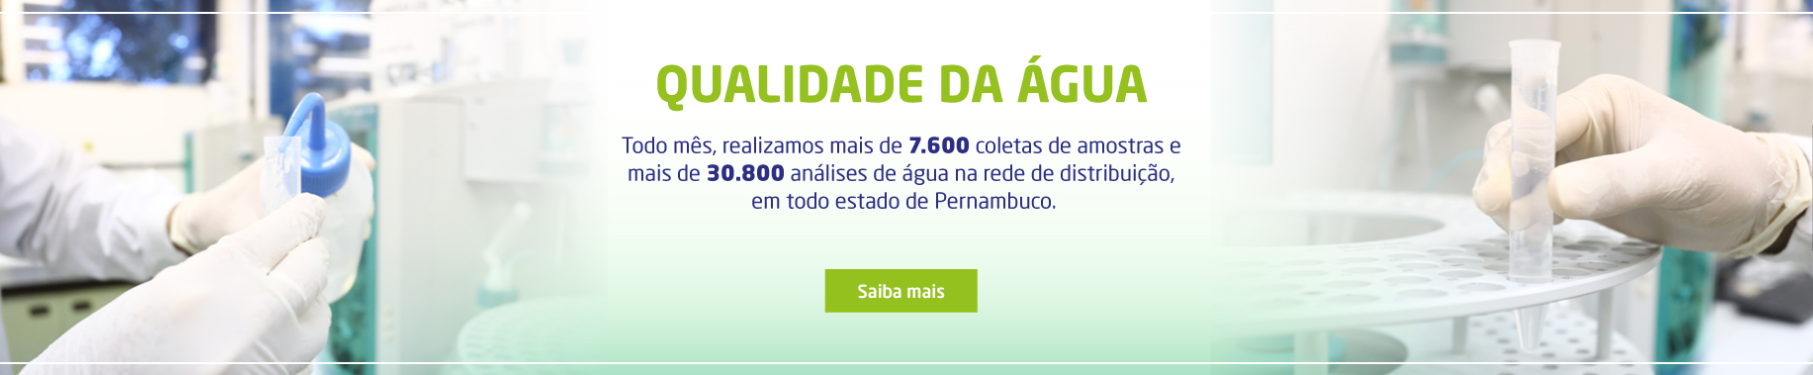 QUALIDADE DA ÁGUA
Todo mês, realizamos mais de 7.600 coletas de amostras e
mais de 30.800 análises de água na rede de distribuição,
em todo estado de Pernambuco.
Saiba mais